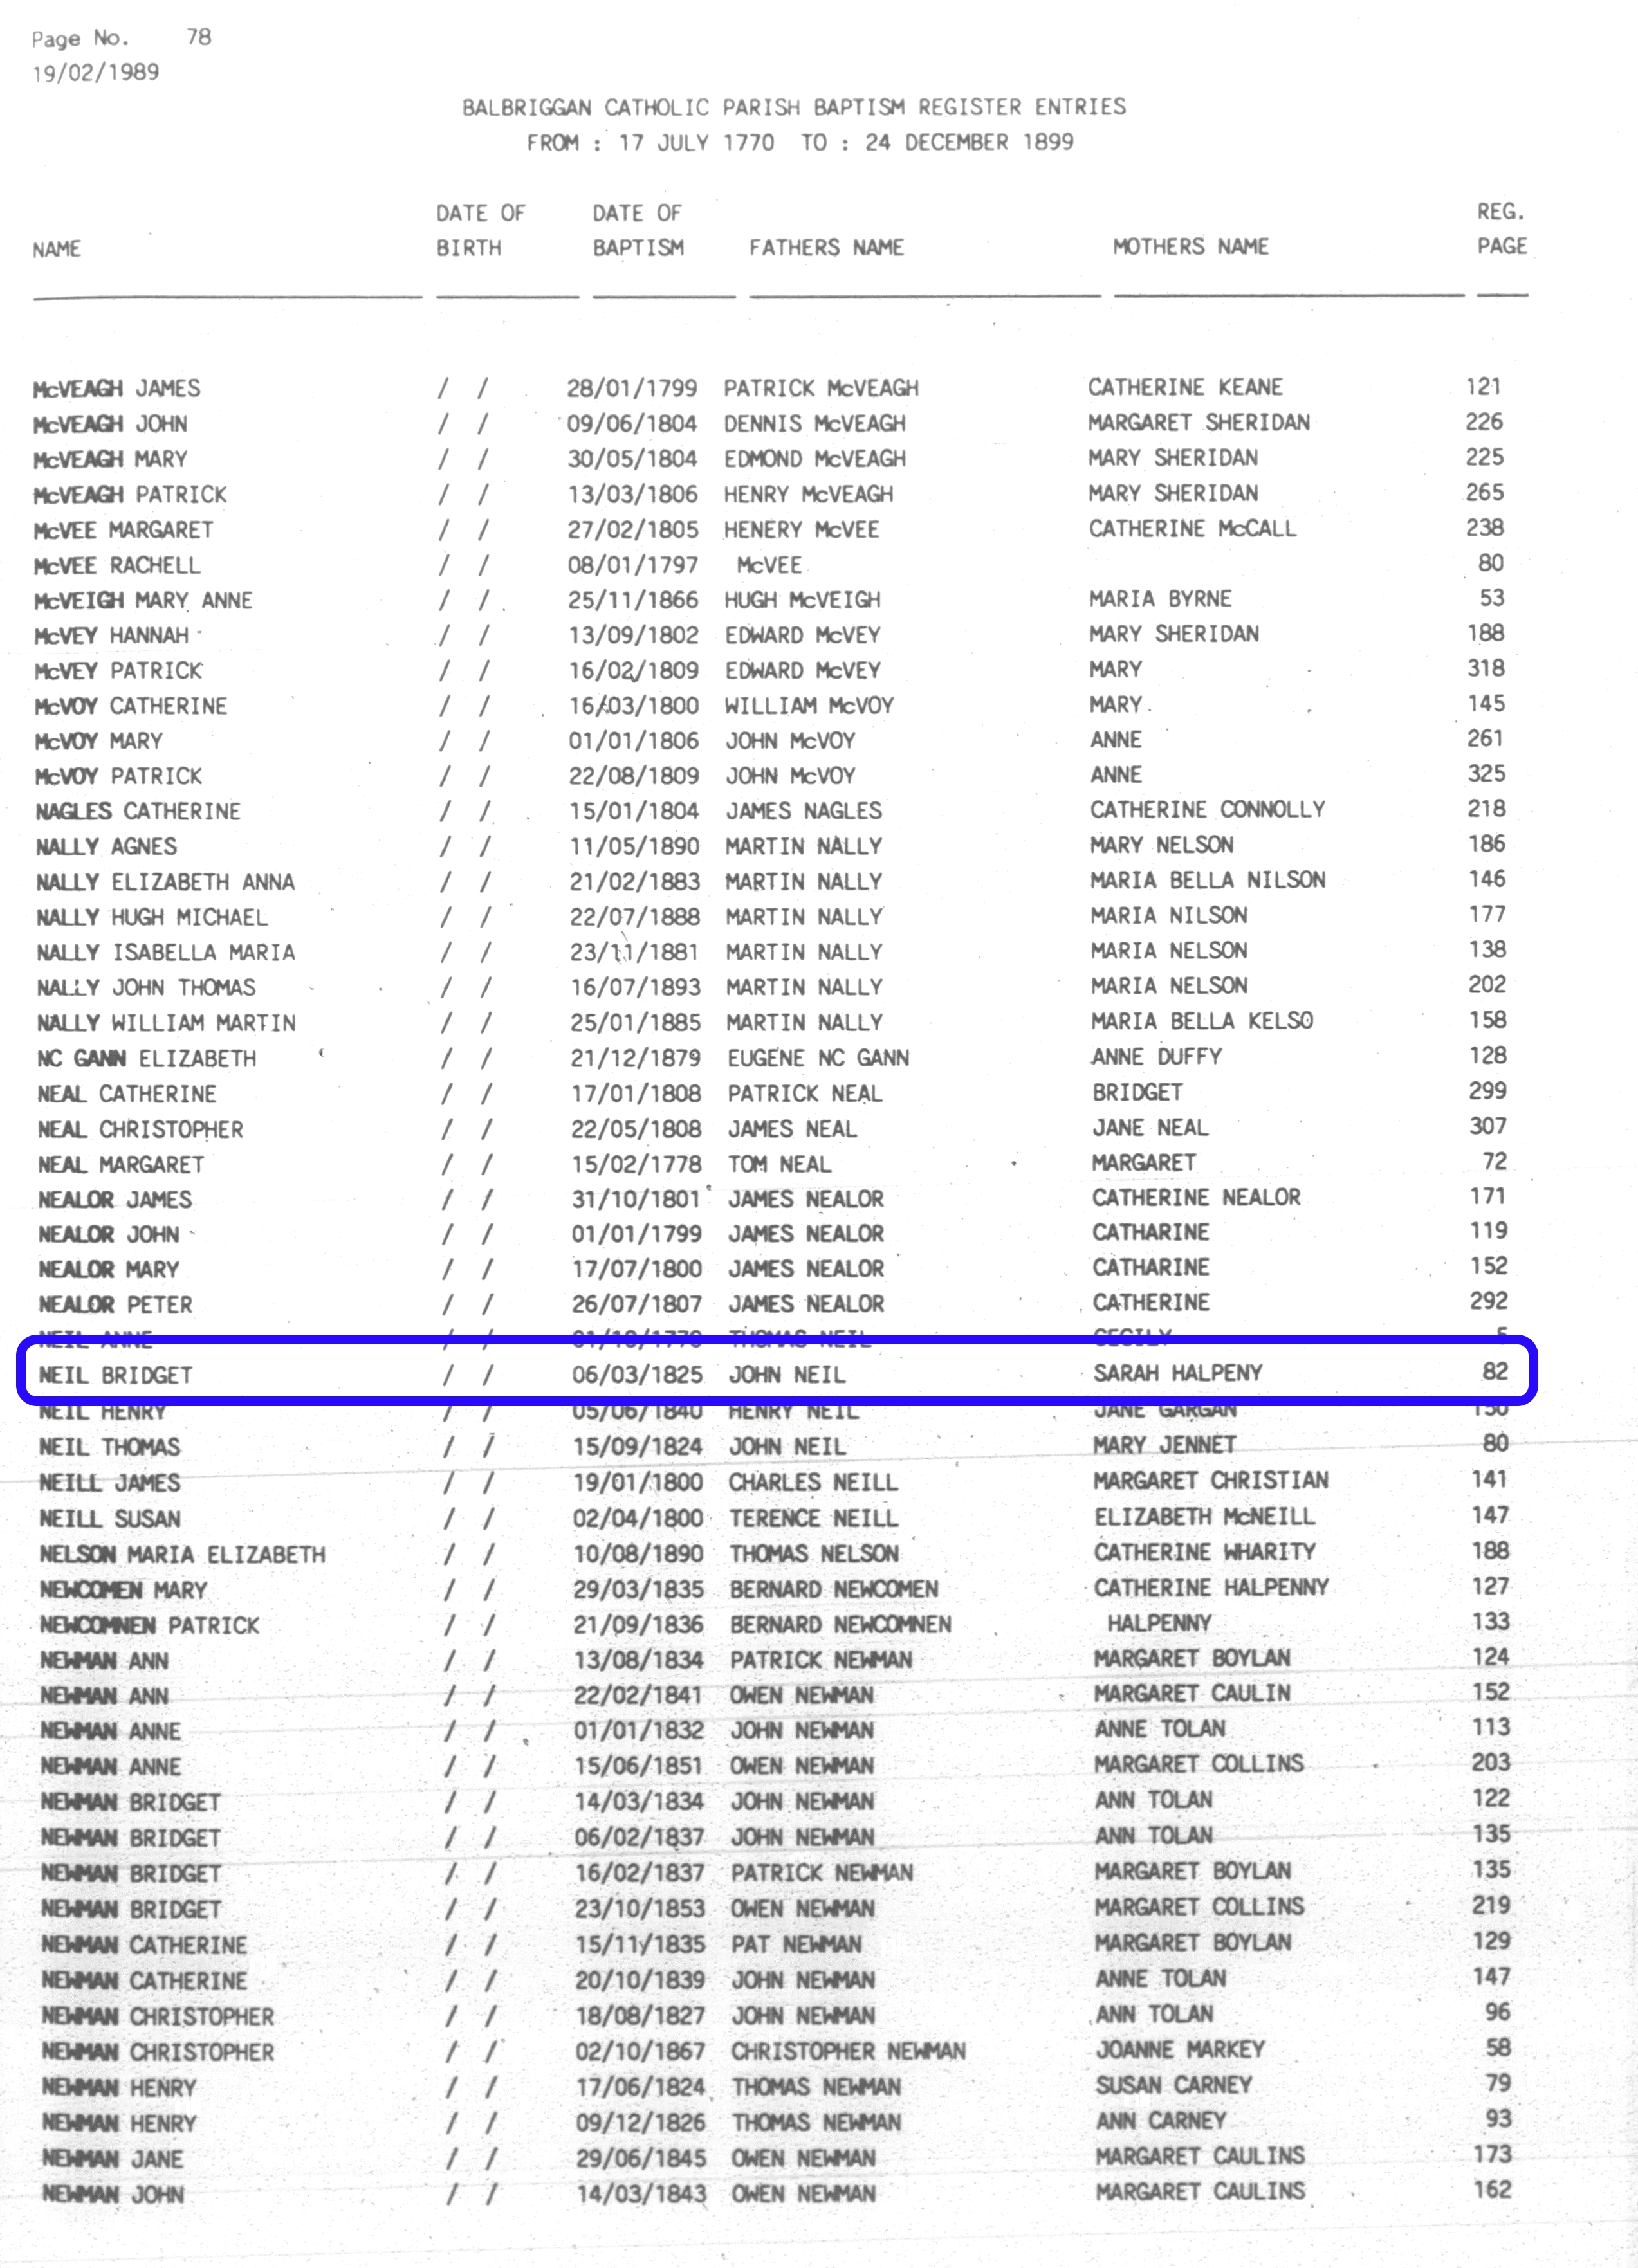 Page No. 78
19/02/1989
BALBRIGGAN CATHOLIC PARISH BAPTISM REGISTER ENTRIES
FROM : 17 JULY 1770 TO : 24 DECEMBER 1899
DATE OF DATE OF REG.
NAME BIRTH BAPTISM FATHERS NAME MOTHERS NAME PAGE
McVEAGH JAMES / / 28/01/1799 PATRICK McVEAGH CATHERINE KEANE 121
McVEAGH JOHN / / 09/06/1804 DENNIS McVEAGH MARGARET SHERIDAN 226
McVEAGH MARY / / 30/05/1804 EDMOND McVEAGH MARY SHERIDAN 225
McVEAGH PATRICK / / 13/03/1806 HENRY McVEAGH MARY SHERIDAN 265
McVEE MARGARET / / 27/02/1805 HENERY McVEE CATHERINE McCALL 238
McVEE RACHELL / / 08/01/1797 McVEE 80
McVEIGH MARY ANNE / / 25/11/1866 HUGH McVEIGH MARIA BYRNE 53
McVEY HANNAH / / 13/09/1802 EDWARD McVEY MARY SHERIDAN 188
McVEY PATRICK / / 16/02/1809 EDWARD McVEY MARY 318
McVOY CATHERINE / / 16/03/1800 WILLIAM McVOY MARY 145
McVOY MARY / / 01/01/1806 JOHN McVOY ANNE 261
McVOY PATRICK / / 22/08/1809 JOHN McVOY ANNE 325
NAGLES CATHERINE / / 15/01/1804 JAMES NAGLES CATHERINE CONNOLLY 218
NALLY AGNES / / 11/05/1890 MARTIN NALLY MARY NELSON 186
NALLY ELIZABETH ANNA / / 21/02/1883 MARTIN NALLY MARIA BELLA NILSON 146
NALLY HUGH MICHAEL / / 22/07/1888 MARTIN NALLY MARIA NILSON 177
NALLY ISABELLA MARIA / / 23/11/1881 MARTIN NALLY MARIA NELSON 138
NALLY JOHN THOMAS / / 16/07/1893 MARTIN NALLY MARIA NELSON 202
NALLY WILLIAM MARTIN / / 25/01/1885 MARTIN NALLY MARIA BELLA KELSO 158
NC GANN ELIZABETH / / 21/12/1879 EUGENE NC GANN ANNE DUFFY 128
NEAL CATHERINE / / 17/01/1808 PATRICK NEAL BRIDGET 299
NEAL CHRISTOPHER / / 22/05/1808 JAMES NEAL JANE NEAL 307
NEAL MARGARET / / 15/02/1778 TOM NEAL MARGARET 72
NEALOR JAMES / / 31/10/1801 JAMES NEALOR CATHERINE NEALOR 171
NEALOR JOHN / / 01/01/1799 JAMES NEALOR CATHARINE 119
NEALOR MARY / / 17/07/1800 JAMES NEALOR CATHARINE 152
NEALOR PETER / / 26/07/1807 JAMES NEALOR CATHERINE 292
NEIL ANNE / / THOMAS NEIL CECILY 5
NEIL BRIDGET / / 06/03/1825 JOHN NEIL SARAH HALPENY 82
NEIL HENRY / / 05/06/1840 HENRY NEIL JANE GARGAN 150
NEIL THOMAS / / 15/09/1824 JOHN NEIL MARY JENNET 80
NEILL JAMES / / 19/01/1800 CHARLES NEILL MARGARET CHRISTIAN 141
NEILL SUSAN / / 02/04/1800 TERENCE NEILL ELIZABETH McNEILL 147
NELSON MARIA ELIZABETH / / 10/08/1890 THOMAS NELSON CATHERINE WHARITY 188
NEWCOMEN MARY / / 29/03/1835 BERNARD NEWCOMEN CATHERINE HALPENNY 127
NEWCOMNEN PATRICK / / 21/09/1836 BERNARD NEWCOMNEN HALPENNY 133
NEWMAN ANN / / 13/08/1834 PATRICK NEWMAN MARGARET BOYLAN 124
NEWMAN ANN / / 22/02/1841 OWEN NEWMAN MARGARET CAULIN 152
NEWMAN ANNE / / 01/01/1832 JOHN NEWMAN ANNE TOLAN 113
NEWMAN ANNE / / 15/06/1851 OWEN NEWMAN MARGARET COLLINS 203
NEWMAN BRIDGET / / 14/03/1834 JOHN NEWMAN ANN TOLAN 122
NEWMAN BRIDGET / / 06/02/1837 JOHN NEWMAN ANN TOLAN 135
NEWMAN BRIDGET / / 16/02/1837 PATRICK NEWMAN MARGARET BOYLAN 135
NEWMAN BRIDGET / / 23/10/1853 OWEN NEWMAN MARGARET COLLINS 219
NEWMAN CATHERINE / / 15/11/1835 PAT NEWMAN MARGARET BOYLAN 129
NEWMAN CATHERINE / / 20/10/1839 JOHN NEWMAN ANNE TOLAN 147
NEWMAN CHRISTOPHER / / 18/08/1827 JOHN NEWMAN ANN TOLAN 96
NEWMAN CHRISTOPHER / / 02/10/1867 CHRISTOPHER NEWMAN JOANNE MARKEY 58
NEWMAN HENRY / / 17/06/1824 THOMAS NEWMAN SUSAN CARNEY 79
NEWMAN HENRY / / 09/12/1826 THOMAS NEWMAN ANN CARNEY 93
NEWMAN JANE / / 29/06/1845 OWEN NEWMAN MARGARET CAULINS 173
NEWMAN JOHN / / 14/03/1843 OWEN NEWMAN MARGARET CAULINS 162